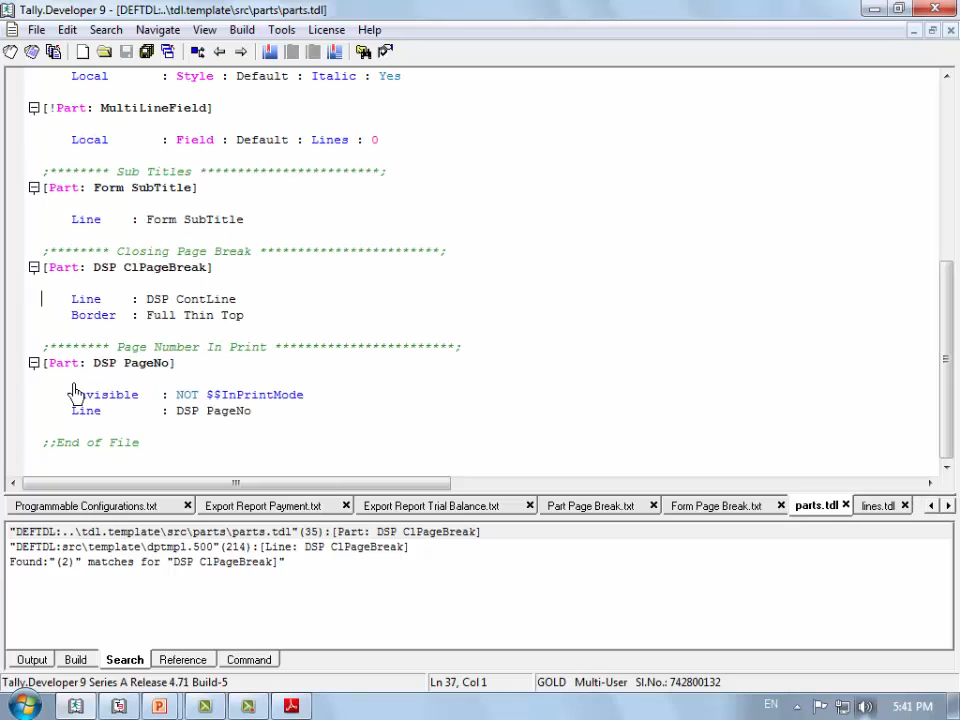 Tally.Developer 9 - [DEFTDL:..\tdl.template\src\parts\parts.tdl]
File Edit Search Navigate View Build Tools License Help
Local : Style : Default : Italic : Yes
[!Part: MultiLineField]
Local : Field : Default : Lines : 0
;******** Sub Titles ************************;
[Part: Form SubTitle]
Line : Form SubTitle
;******** Closing Page Break ************************;
[Part: DSP ClPageBreak]
Line : DSP ContLine
Border : Full Thin Top
;******** Page Number In Print ************************;
[Part: DSP PageNo]
visible : NOT $$InPrintMode
Line : DSP PageNo
;;End of File
Programmable Configurations.txt Export Report Payment.txt Export Report Trial Balance.txt Part Page Break.txt Form Page Break.txt parts.tdl lines.tdl
"DEFTDL:..\tdl.template\src\parts\parts.tdl"(35):[Part: DSP ClPageBreak]
"DEFTDL:src\template\dptmpl.500"(214):[Line: DSP ClPageBreak]
Found:"(2)" matches for "DSP ClPageBreak]"
Output Build Search Reference Command
Tally.Developer 9 Series A Release 4.71 Build-5 Ln 37, Col 1 GOLD Multi-User Sl.No.: 742800132
EN 5:41 PM